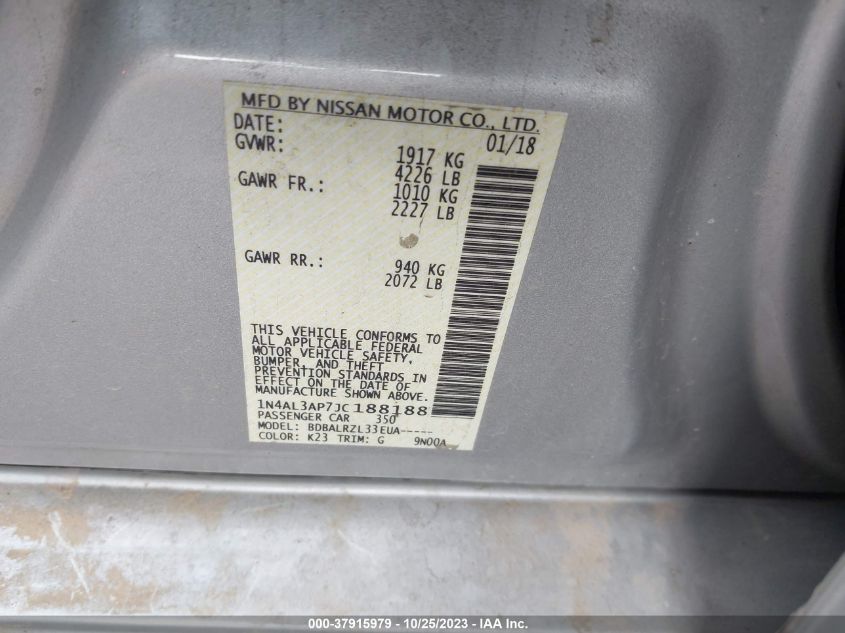 MFD BY NISSAN MOTOR CO., LTD.
DATE: 01/18
GVWR: 1917 KG
4226 LB
GAWR FR.: 1010 KG
2227 LB
GAWR RR.: 940 KG
2072 LB
THIS VEHICLE CONFORMS TO
ALL APPLICABLE FEDERAL
MOTOR VEHICLE SAFETY,
BUMPER, AND THEFT
PREVENTION STANDARDS IN
EFFECT ON THE DATE OF
MANUFACTURE SHOWN ABOVE.
1N4AL3AP7JC188188
PASSENGER CAR 350
MODEL: BDBALRZL33EUA-----
COLOR: K23 TRIM: G 9N00A
000-37915979 - 10/25/2023 - IAA Inc.